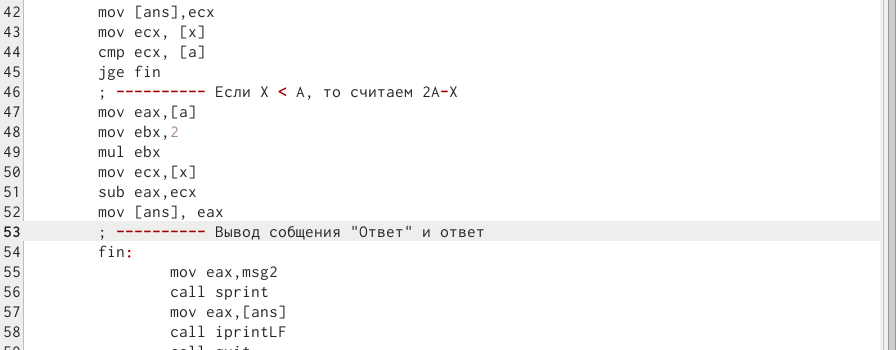 42 mov [ans],ecx
43 mov ecx, [x]
44 cmp ecx, [a]
45 jge fin
46 ; ---------- Если X < A, то считаем 2A-X
47 mov eax,[a]
48 mov ebx,2
49 mul ebx
50 mov ecx,[x]
51 sub eax,ecx
52 mov [ans], eax
53 ; ---------- Вывод собщения "Ответ" и ответ
54 fin:
55 mov eax,msg2
56 call sprint
57 mov eax,[ans]
58 call iprintLF
59 call quit